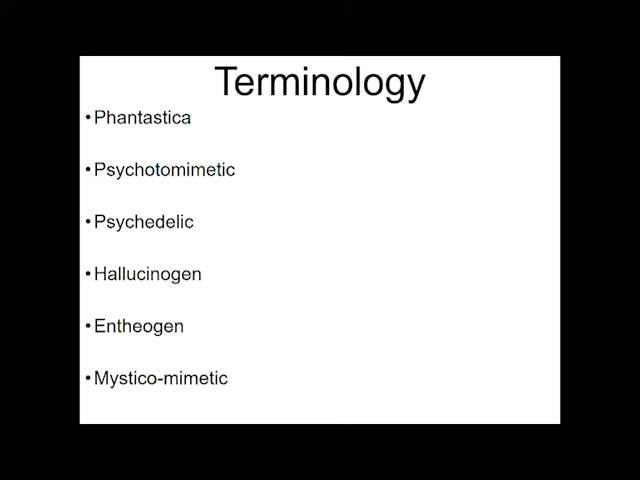 Terminology
• Phantastica
• Psychotomimetic
• Psychedelic
• Hallucinogen
• Entheogen
• Mystico-mimetic